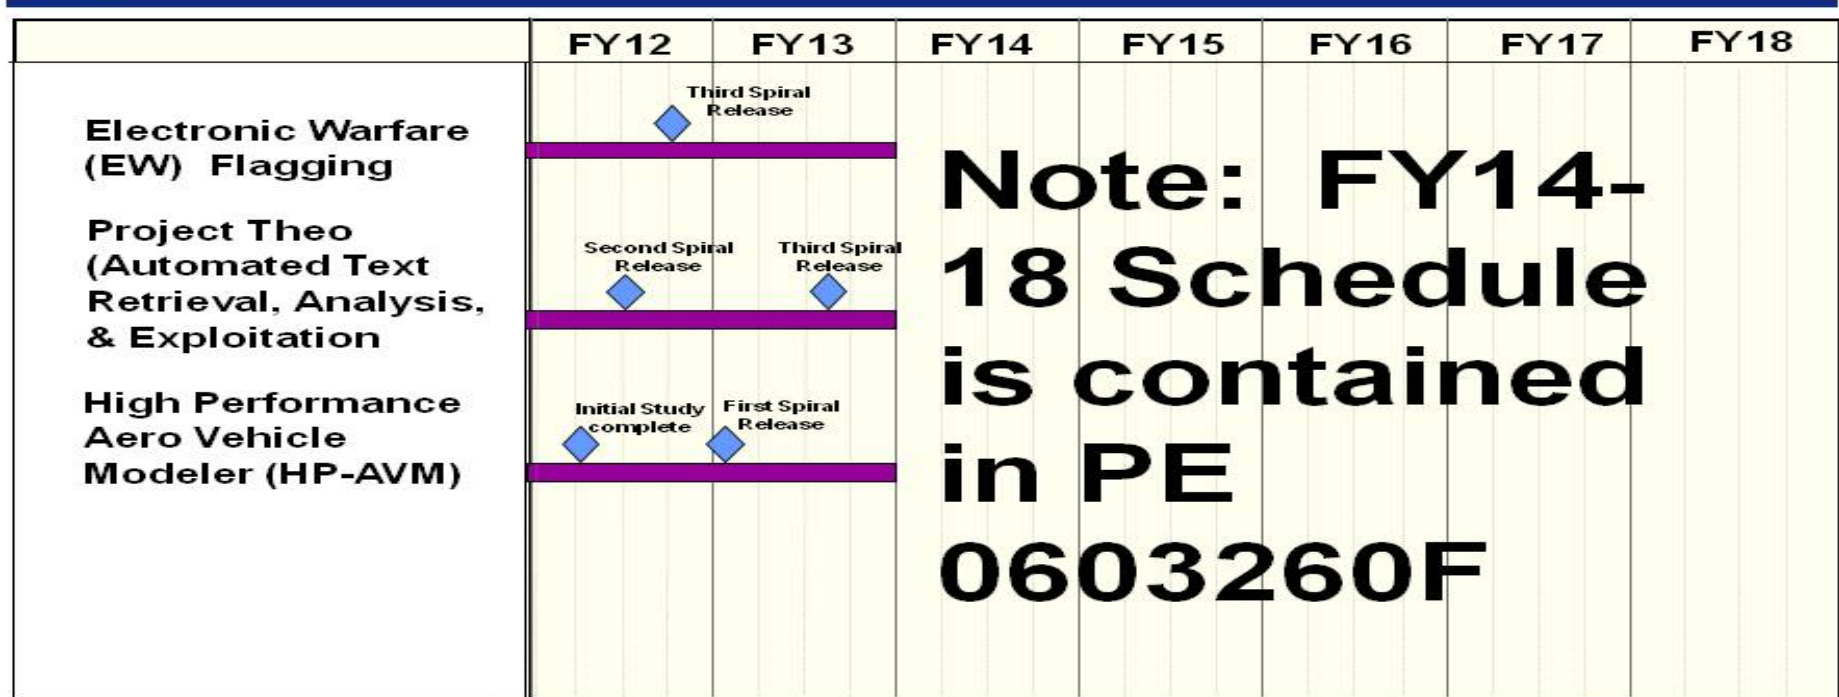 FY12 FY13 FY14 FY15 FY16 FY17 FY18
Electronic Warfare
(EW) Flagging
Third Spiral
Release
Project Theo
(Automated Text
Retrieval, Analysis,
& Exploitation
Second Spiral
Release
Third Spiral
Release
High Performance
Aero Vehicle
Modeler (HP-AVM)
Initial Study
complete
First Spiral
Release
Note: FY14-
18 Schedule
is contained
in PE
0603260F